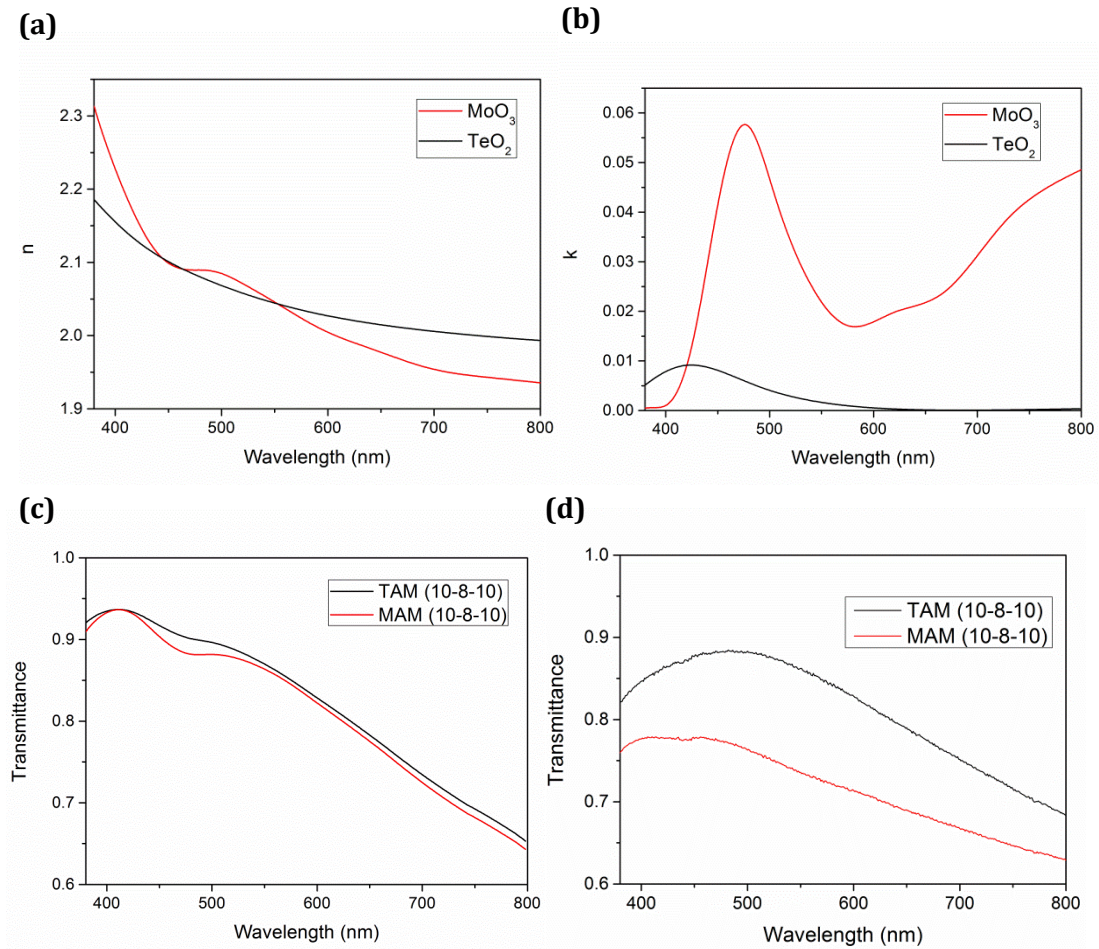 (a)
(b)
2.3
2.2
2.1
2.0
1.9
n
MoO₃
TeO₂
400
500
600
700
800
Wavelength (nm)
0.06
0.05
0.04
0.03
0.02
0.01
0.00
k
MoO₃
TeO₂
400
500
600
700
800
Wavelength (nm)
(c)
(d)
1.0
0.9
0.8
0.7
0.6
Transmittance
TAM (10-8-10)
MAM (10-8-10)
400
500
600
700
800
Wavelength (nm)
1.0
0.9
0.8
0.7
0.6
Transmittance
TAM (10-8-10)
MAM (10-8-10)
400
500
600
700
800
Wavelength (nm)